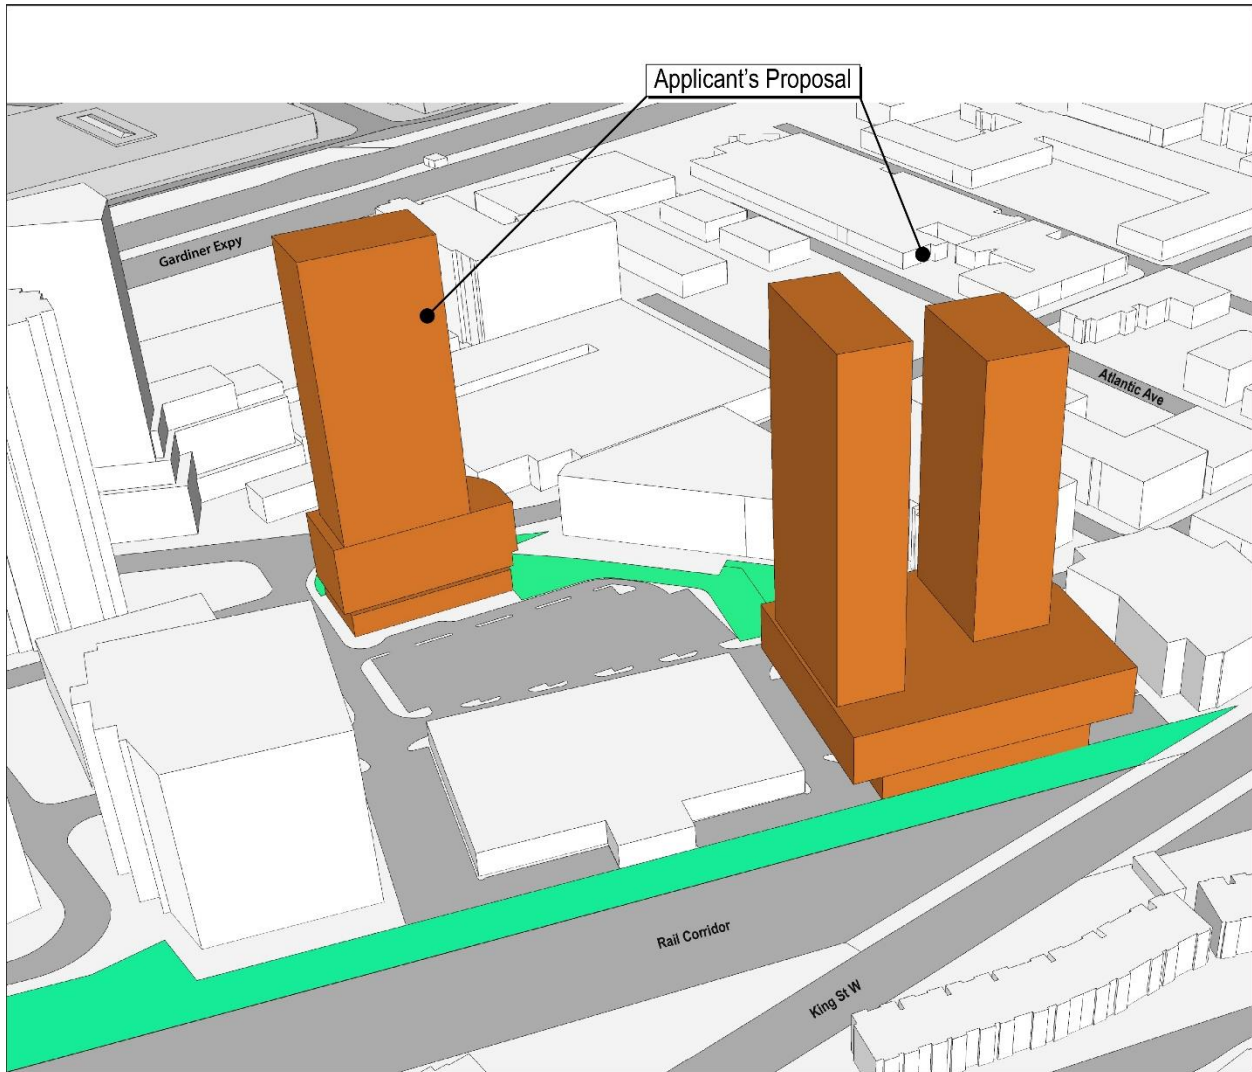 Applicant's Proposal
Gardiner Expy
Atlantic Ave
Rail Corridor
King St W